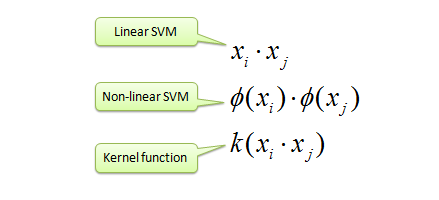 Linear SVM
x_i · x_j
Non-linear SVM
ϕ(x_i)·ϕ(x_j)
Kernel function
k(x_i · x_j)